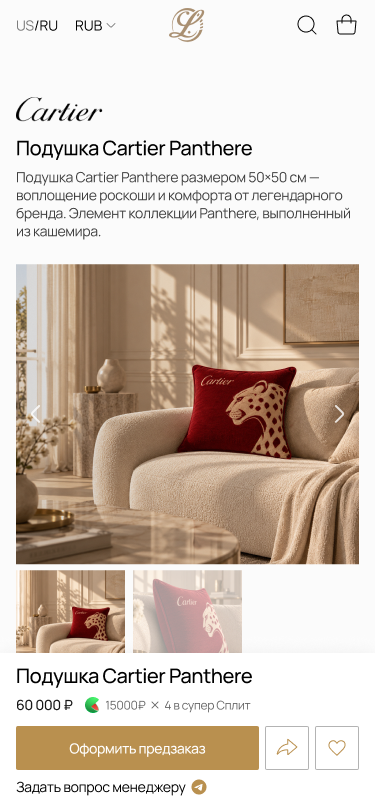 US/RU RUB
Cartier
Подушка Cartier Panthere
Подушка Cartier Panthere размером 50×50 см —
воплощение роскоши и комфорта от легендарного
бренда. Элемент коллекции Panthere, выполненный
из кашемира.
Cartier
Cartier
Подушка Cartier Panthere
60 000 ₽ 15000₽ × 4 в супер Сплит
Оформить предзаказ
Задать вопрос менеджеру